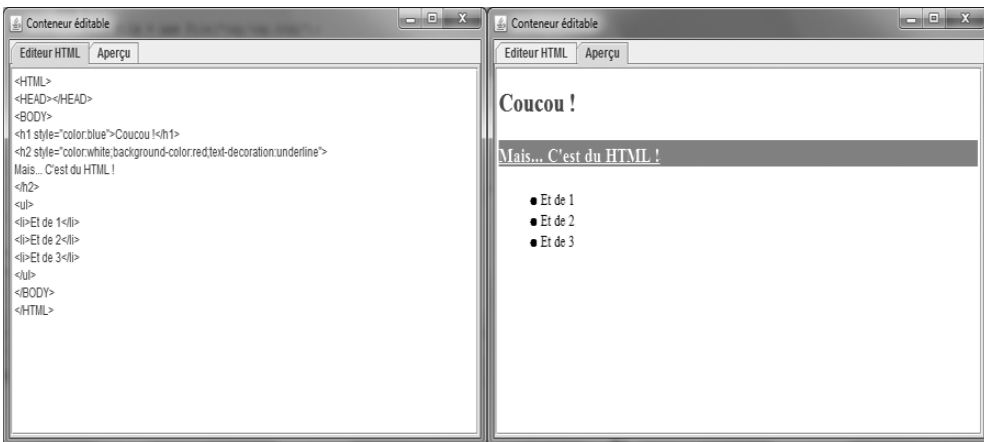 Conteneur éditable
Editeur HTML Aperçu
<HTML>
<HEAD></HEAD>
<BODY>
<h1 style="color:blue">Coucou !</h1>
<h2 style="color:white;background-color:red;text-decoration:underline">
Mais... C'est du HTML !
</h2>
<ul>
<li>Et de 1</li>
<li>Et de 2</li>
<li>Et de 3</li>
</ul>
</BODY>
</HTML>
Conteneur éditable
Editeur HTML Aperçu
Coucou !
Mais... C'est du HTML !
Et de 1
Et de 2
Et de 3